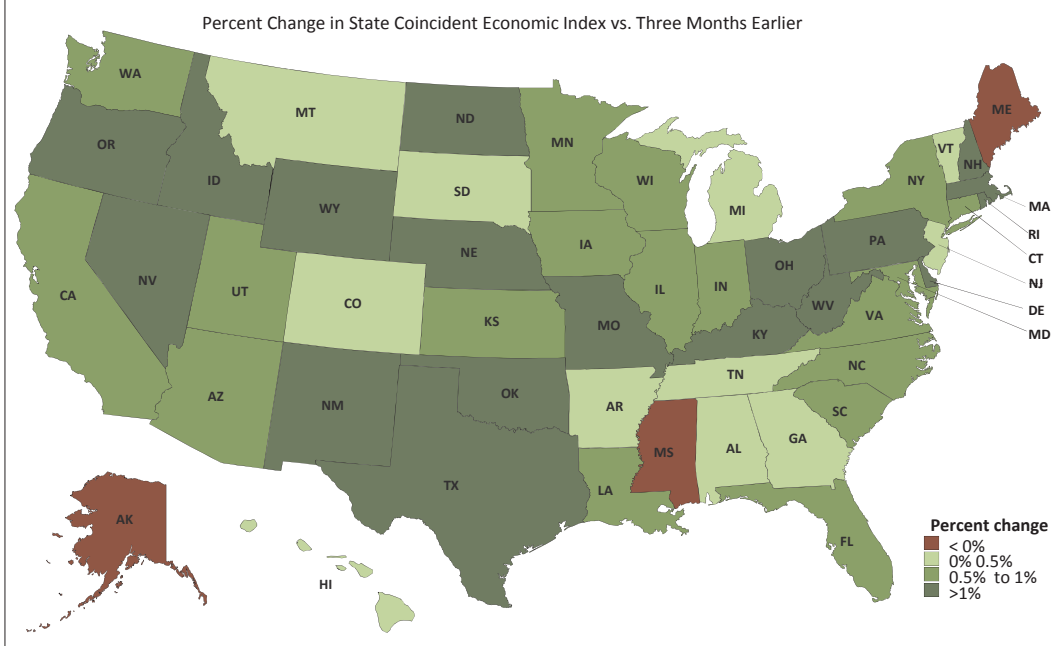 Percent Change in State Coincident Economic Index vs. Three Months Earlier
WA
MT
ND
MN
ME
OR
ID
WY
SD
WI
MI
NY
VT
NH
MA
RI
CT
NJ
DE
MD
NE
IA
PA
OH
IN
IL
NV
UT
CO
CA
KS
MO
WV
VA
KY
NC
TN
AZ
NM
OK
AR
SC
GA
AL
MS
TX
LA
FL
AK
HI
Percent change
< 0%
0% 0.5%
0.5% to 1%
>1%